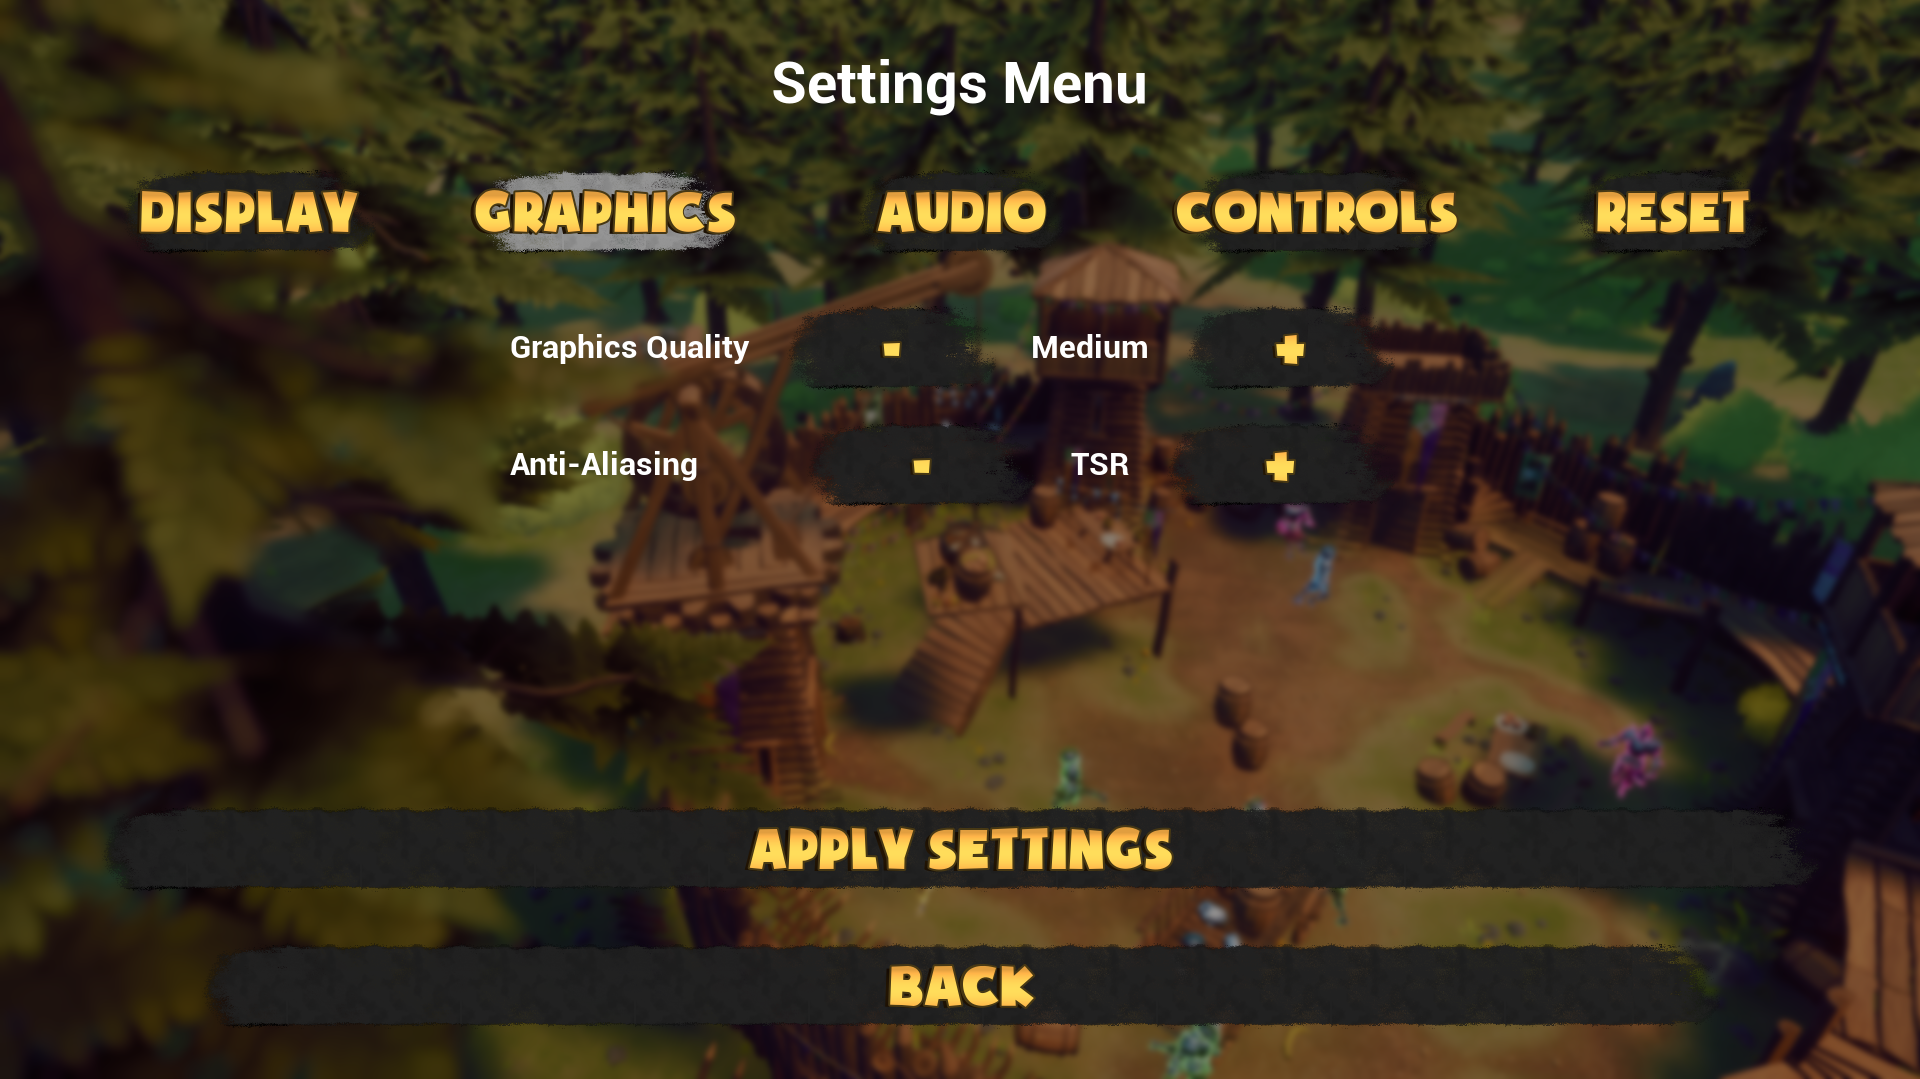 Settings Menu
DISPLAY GRAPHICS AUDIO CONTROLS RESET
Graphics Quality - Medium +
Anti-Aliasing - TSR +
APPLY SETTINGS
BACK